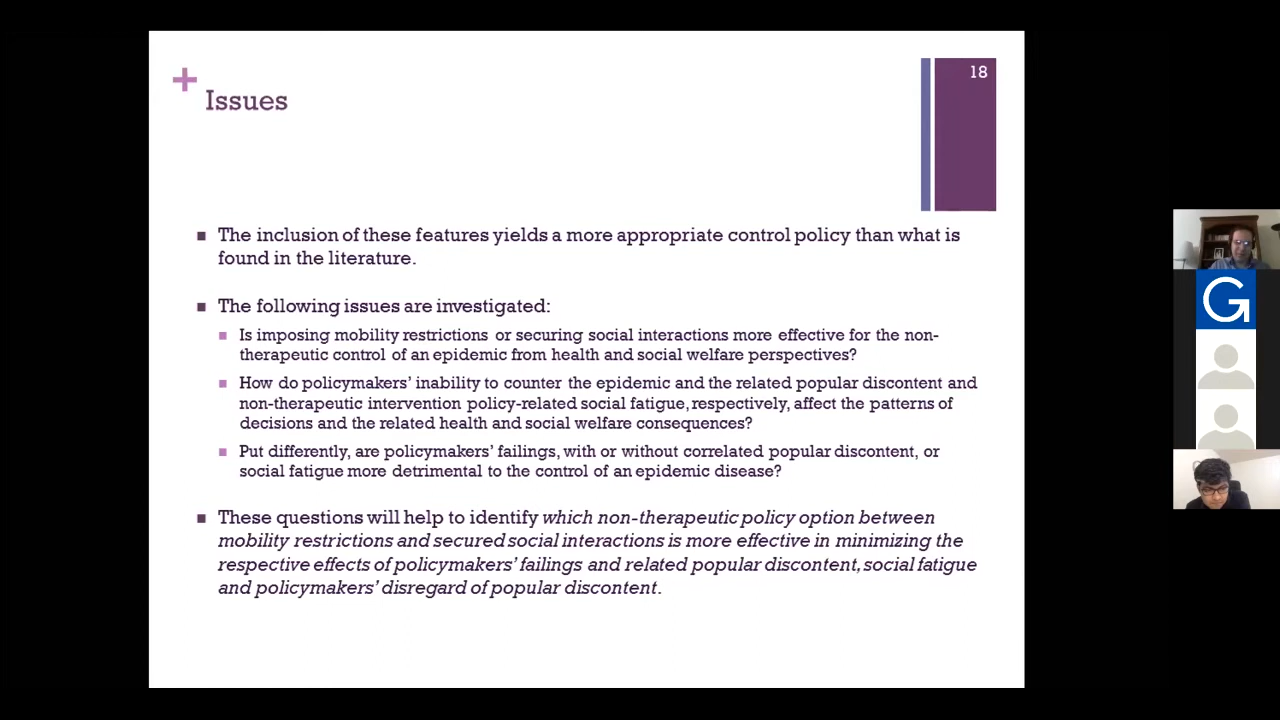 +
18
Issues
The inclusion of these features yields a more appropriate control policy than what is
found in the literature.
The following issues are investigated:
Is imposing mobility restrictions or securing social interactions more effective for the non-
therapeutic control of an epidemic from health and social welfare perspectives?
How do policymakers' inability to counter the epidemic and the related popular discontent and
non-therapeutic intervention policy-related social fatigue, respectively, affect the patterns of
decisions and the related health and social welfare consequences?
Put differently, are policymakers' failings, with or without correlated popular discontent, or
social fatigue more detrimental to the control of an epidemic disease?
These questions will help to identify which non-therapeutic policy option between
mobility restrictions and secured social interactions is more effective in minimizing the
respective effects of policymakers' failings and related popular discontent, social fatigue
and policymakers' disregard of popular discontent.
G